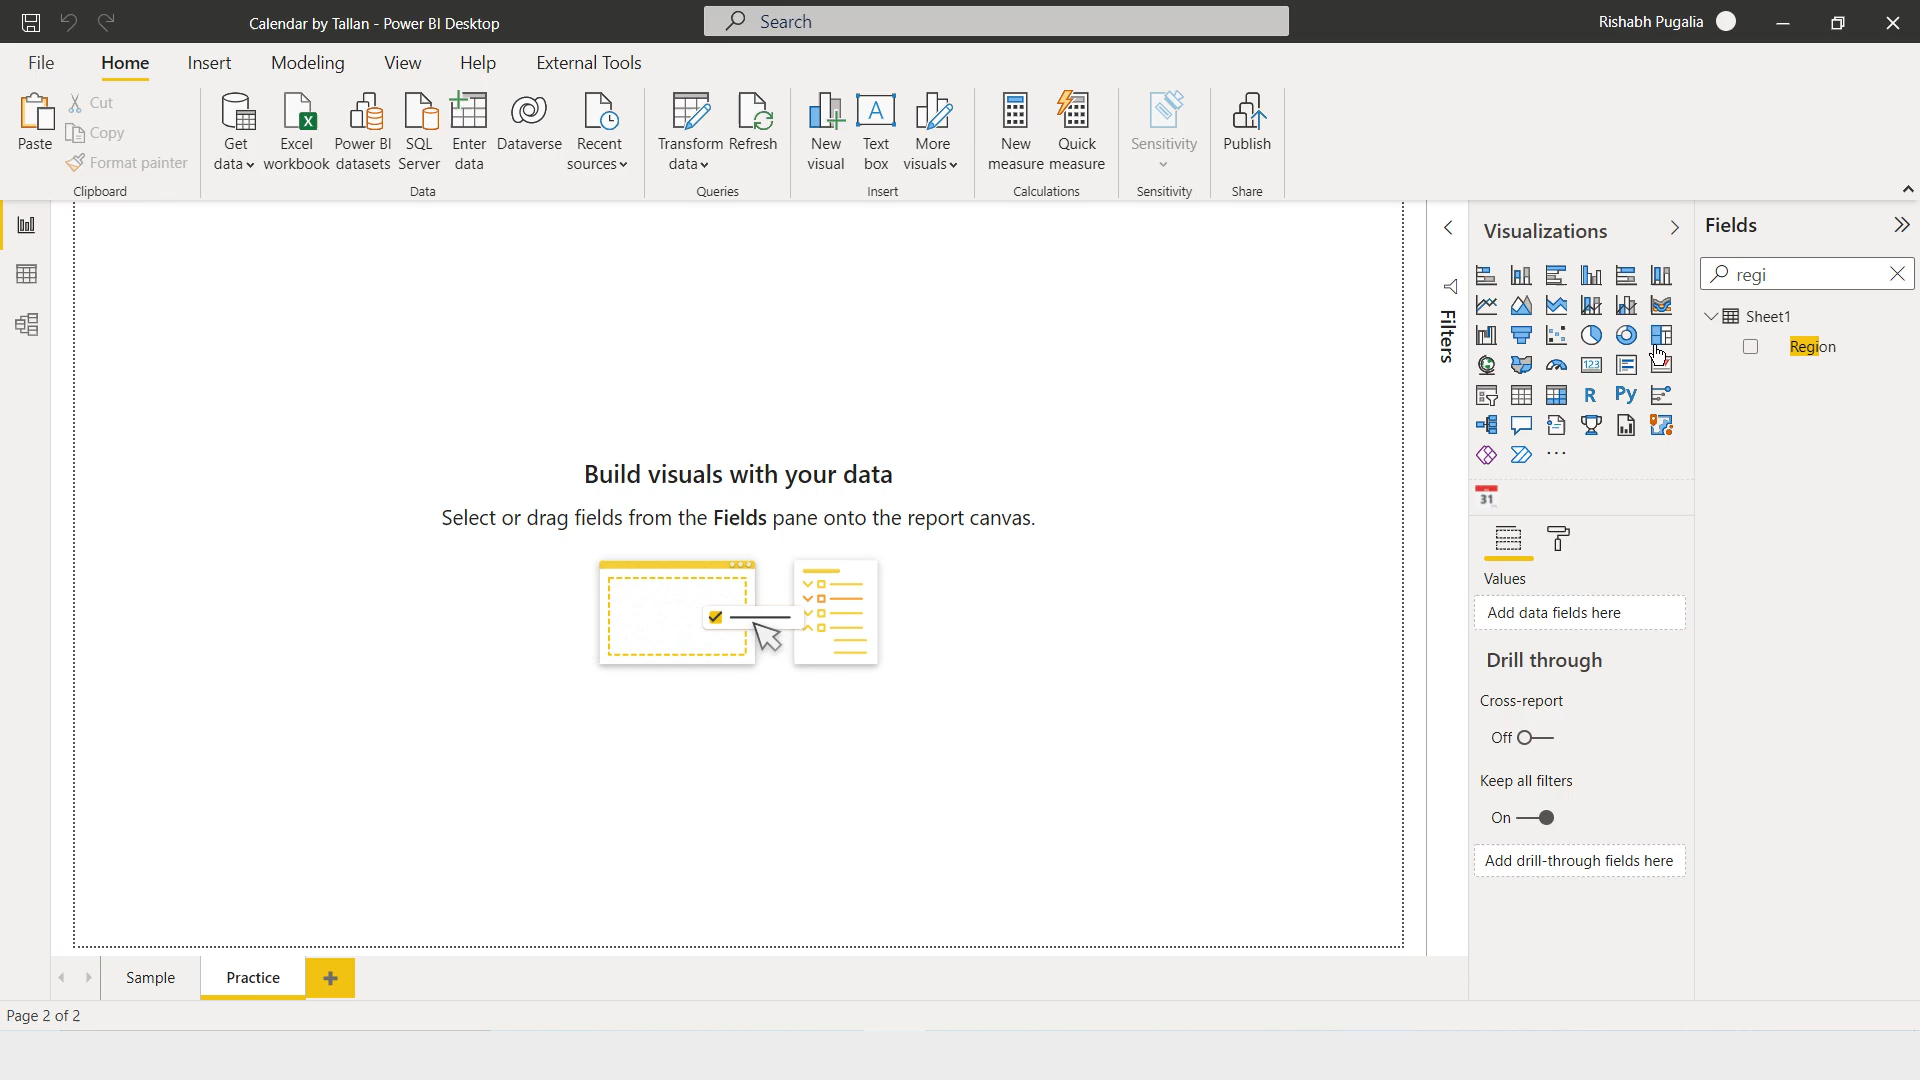 Calendar by Tallan - Power BI Desktop
Search
Rishabh Pugalia
File Home Insert Modeling View Help External Tools
Paste
Cut
Copy
Format painter
Get data
Excel workbook
Power BI datasets
SQL Server
Enter data
Dataverse
Recent sources
Transform data
Refresh
New visual
Text box
More visuals
New measure
Quick measure
Sensitivity
Publish
Clipboard
Data
Queries
Insert
Calculations
Sensitivity
Share
Filters
Visualizations
123
R
Py
31
Values
Add data fields here
Drill through
Cross-report
Off
Keep all filters
On
Add drill-through fields here
Fields
regi
Sheet1
Region
Build visuals with your data
Select or drag fields from the Fields pane onto the report canvas.
Sample
Practice
Page 2 of 2